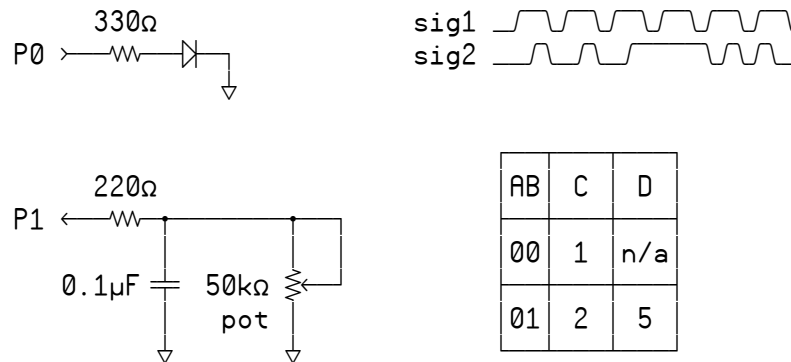 330Ω
P0
sig1
sig2
220Ω
P1
0.1µF
50kΩ
pot
AB C D
00 1 n/a
01 2 5